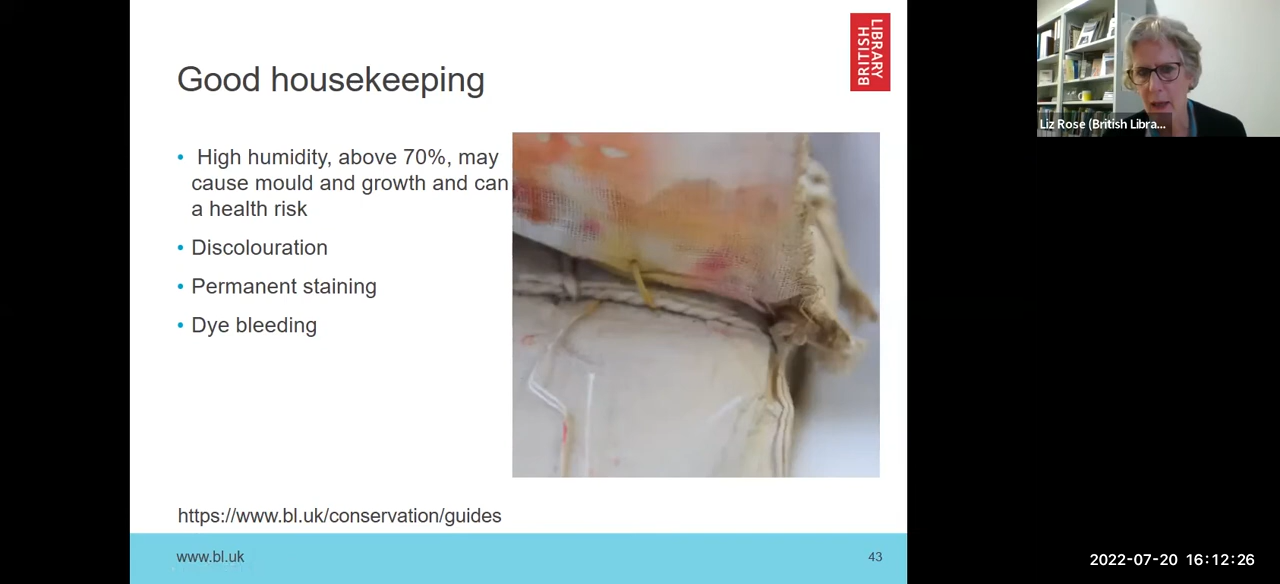 Good housekeeping
LIBRARY
BRITISH
• High humidity, above 70%, may
cause mould and growth and can
a health risk
• Discolouration
• Permanent staining
• Dye bleeding
https://www.bl.uk/conservation/guides
www.bl.uk
43
Liz Rose (British Libra...
2022-07-20 16:12:26